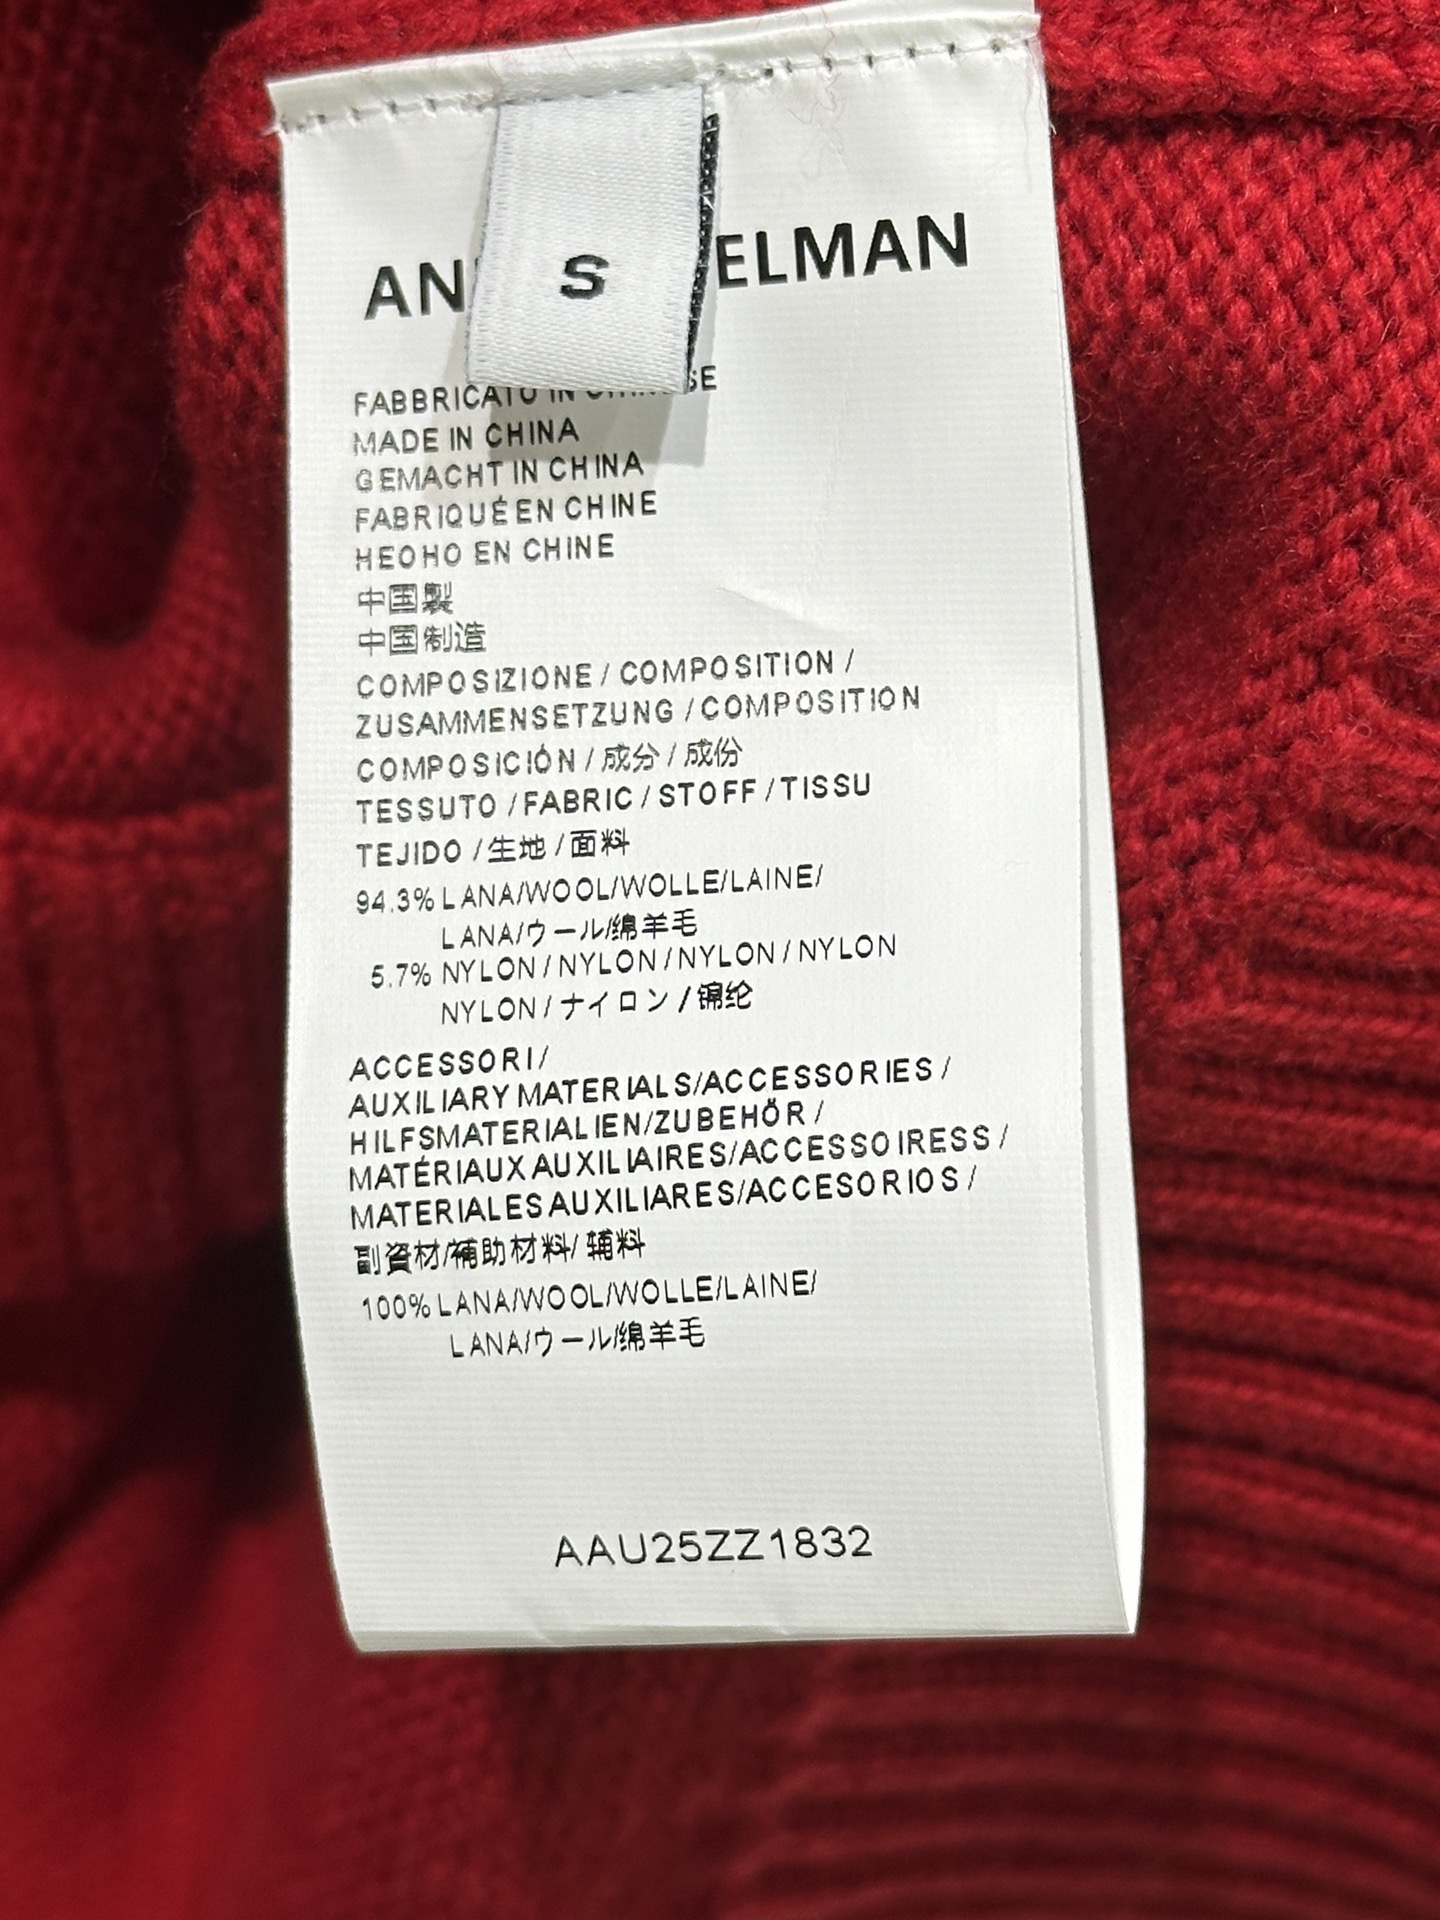 S
ELMAN
FABBRICATO IN
MADE IN CHINA
GEMACHT IN CHINA
FABRIQUÉ EN CHINE
HEOHO EN CHINE
中国製
中国制造
COMPOSIZIONE / COMPOSITION /
ZUSAMMENSETZUNG / COMPOSITION
COMPOSICIÓN / 成分 / 成份
TESSUTO / FABRIC / STOFF / TISSU
TEJIDO / 生地 / 面料
94.3% LANA/WOOL/WOLLE/LAINE/
LANA/ウール/绵羊毛
5.7% NYLON / NYLON / NYLON / NYLON
NYLON / ナイロン / 锦纶
ACCESSORI/
AUXILIARY MATERIALS/ACCESSORIES /
HILFSMATERIALIEN/ZUBEHÖR /
MATÉRIAUX AUXILIAIRES/ACCESSOIRESS /
MATERIALES AUXILIARES/ACCESORIOS /
副資材/補助材料/ 辅料
100% LANA/WOOL/WOLLE/LAINE/
LANA/ウール/绵羊毛
AAU25ZZ1832